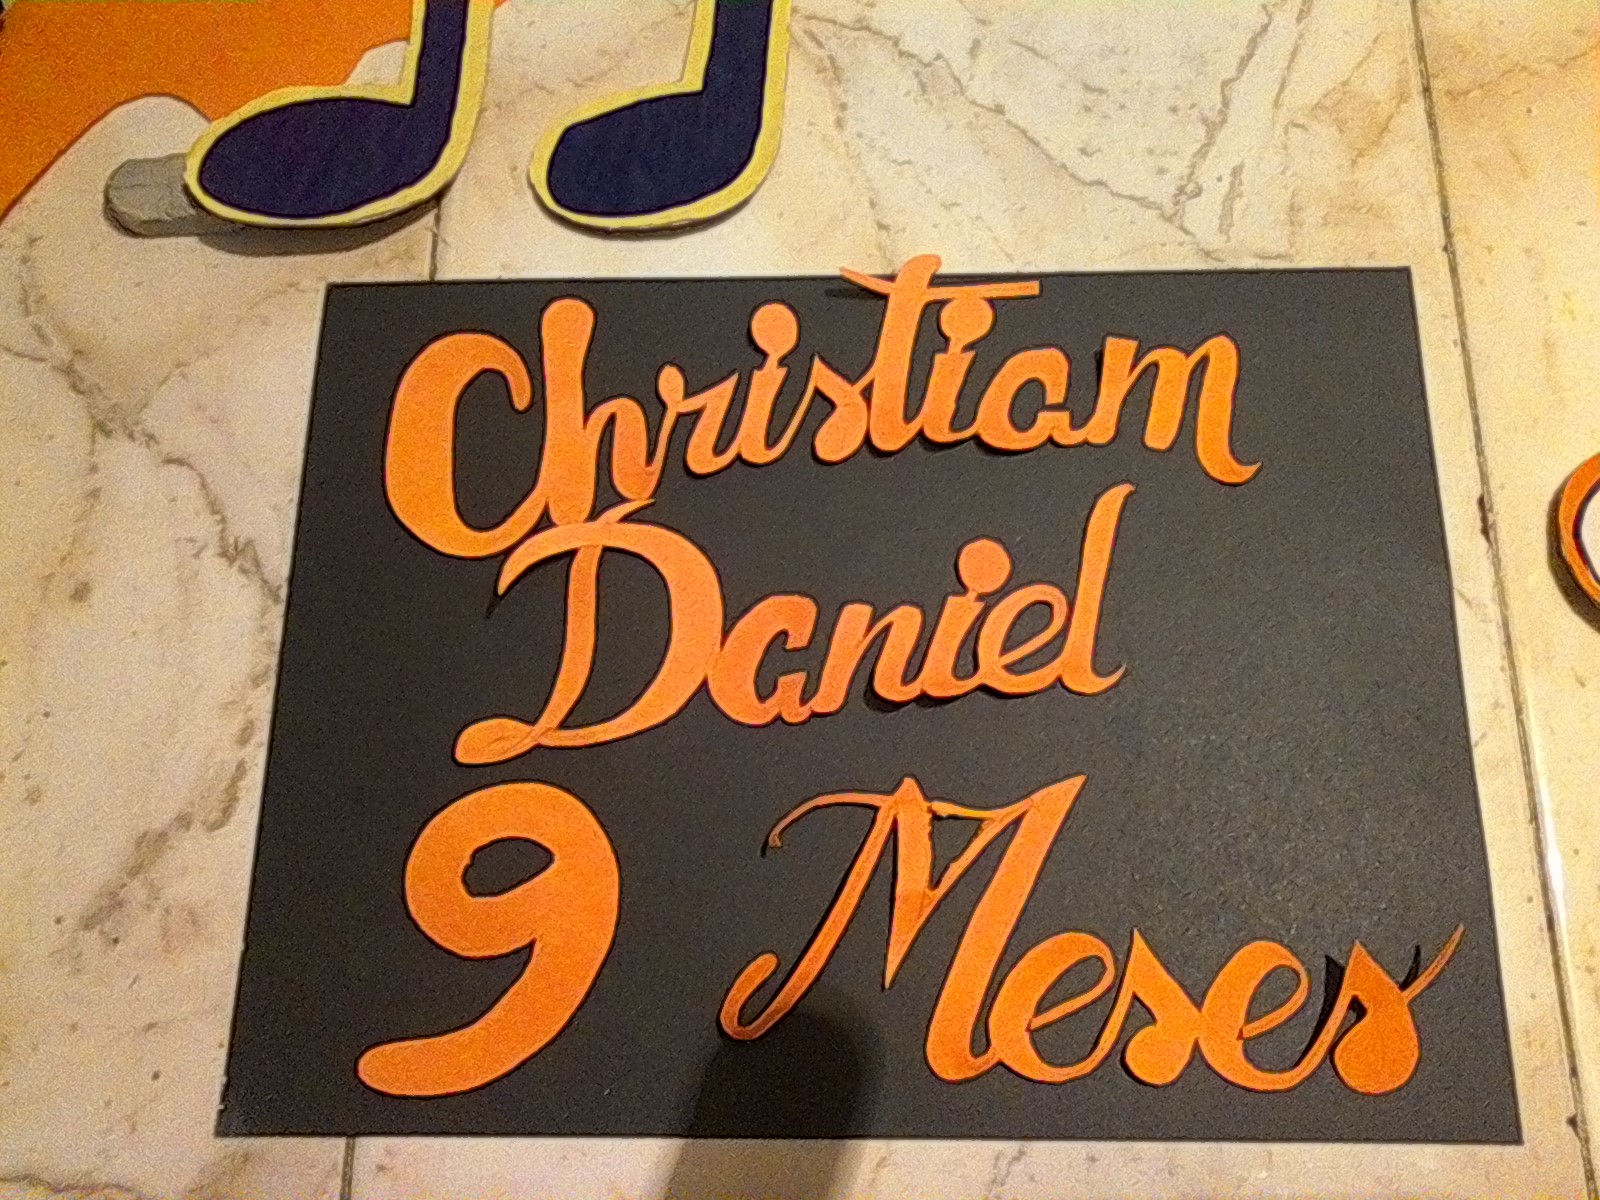 Christiam
Daniel
9 Meses